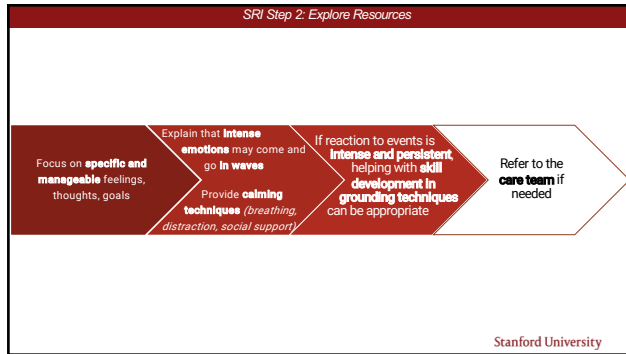 SRI Step 2: Explore Resources
Focus on specific and
manageable feelings,
thoughts, goals
Explain that intense
emotions may come and
go in waves
Provide calming
techniques (breathing,
distraction, social support)
If reaction to events is
intense and persistent,
helping with skill
development in
grounding techniques
can be appropriate
Refer to the
care team if
needed
Stanford University